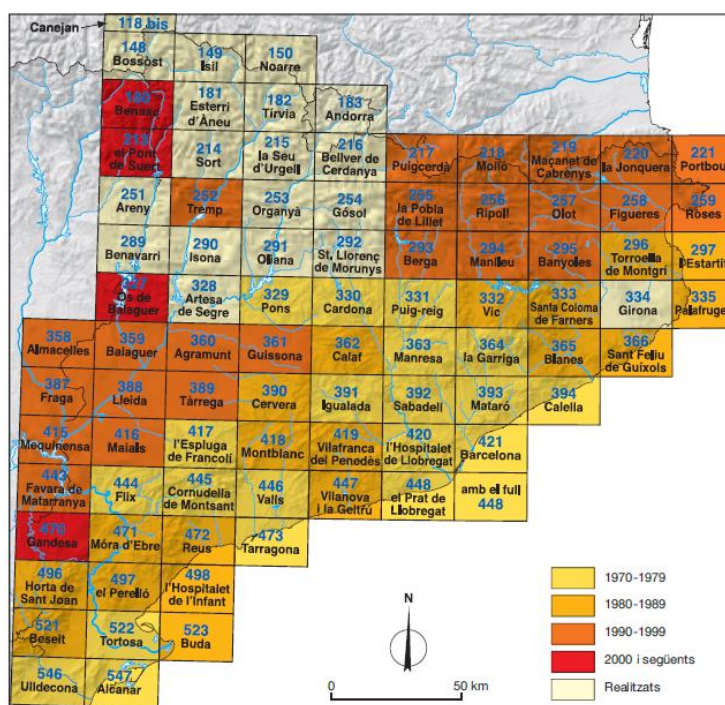 Canejan
118 bis
148
Bossòst
149
Isil
150
Noarre
180
Benasc
181
Esterri
d'Àneu
182
Tírvia
183
Andorra
213
el Pont
de Suert
214
Sort
215
la Seu
d'Urgell
216
Bellver de
Cerdanya
217
Puigcerdà
218
Molló
219
Maçanet de
Cabrenys
220
la Jonquera
221
Portbou
251
Areny
252
Tremp
253
Organyà
254
Gósol
255
la Pobla
de Lillet
256
Ripoll
257
Olot
258
Figueres
259
Roses
289
Benavarri
290
Isona
291
Oliana
292
St. Llorenç
de Morunys
293
Berga
294
Manlleu
295
Banyoles
296
Torroella
de Montgrí
297
l'Estartit
327
Os de
Balaguer
328
Artesa
de Segre
329
Pons
330
Cardona
331
Puig-reig
332
Vic
333
Santa Coloma
de Farners
334
Girona
335
Palafrugell
358
Almacelles
359
Balaguer
360
Agramunt
361
Guissona
362
Calaf
363
Manresa
364
la Garriga
365
Blanes
366
Sant Feliu
de Guíxols
387
Fraga
388
Lleida
389
Tàrrega
390
Cervera
391
Igualada
392
Sabadell
393
Mataró
394
Calella
415
Mequinensa
416
Maials
417
l'Espluga
de Francolí
418
Montblanc
419
Vilafranca
del Penedès
420
l'Hospitalet
de Llobregat
421
Barcelona
443
Favara de
Matarranya
444
Flix
445
Cornudella
de Montsant
446
Valls
447
Vilanova
i la Geltrú
448
el Prat de
Llobregat
amb el full
448
470
Gandesa
471
Móra d'Ebre
472
Reus
473
Tarragona
496
Horta de
Sant Joan
497
el Perelló
498
l'Hospitalet
de l'Infant
521
Beseit
522
Tortosa
523
Buda
546
Ulldecona
547
Alcanar
1970-1979
1980-1989
1990-1999
2000 i següents
Realitzats
N
0
50 km